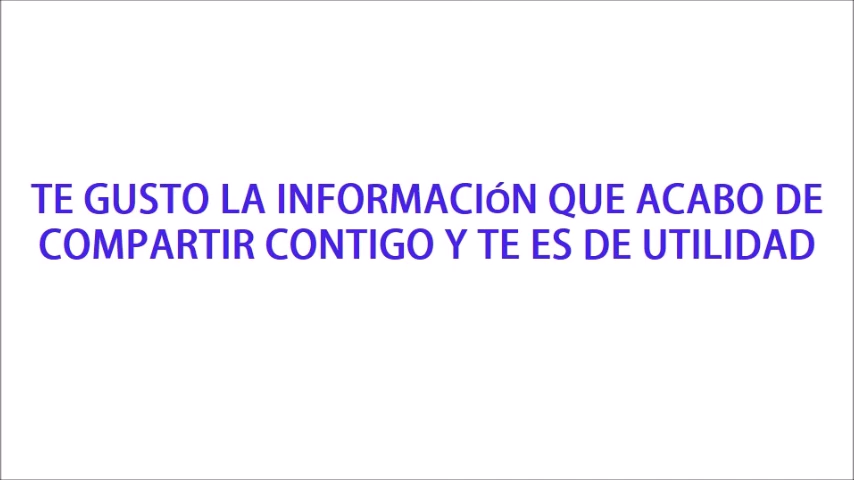 TE GUSTO LA INFORMACIóN QUE ACABO DE
COMPARTIR CONTIGO Y TE ES DE UTILIDAD